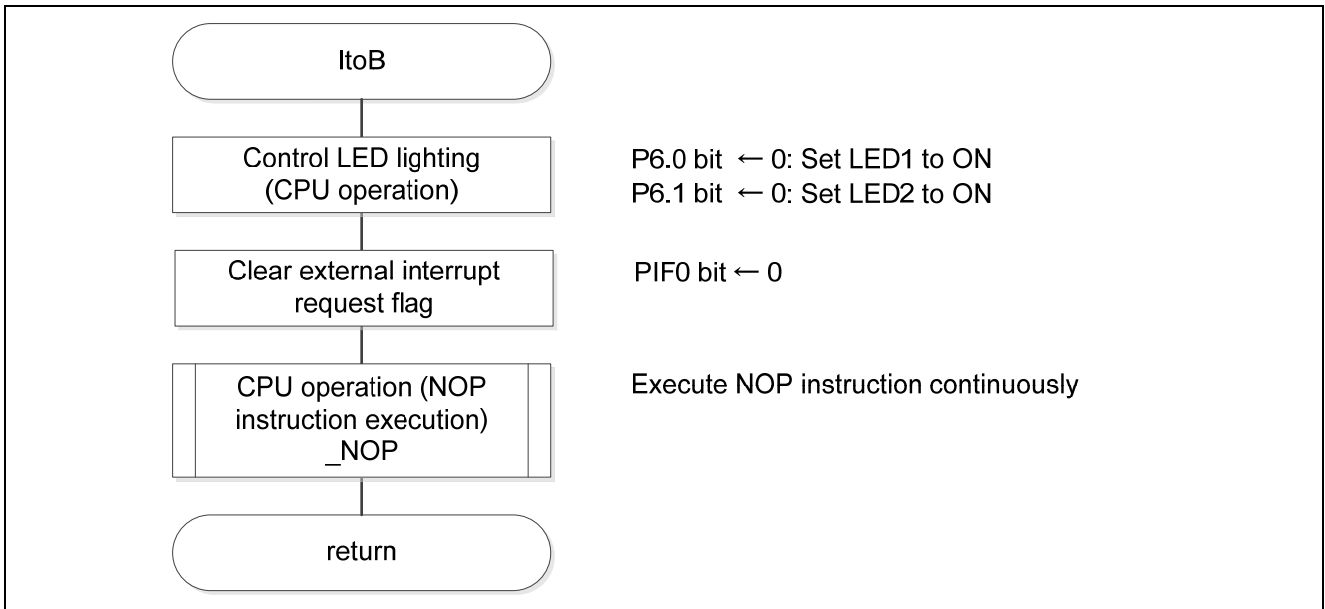 ItoB
Control LED lighting
(CPU operation)
P6.0 bit ← 0: Set LED1 to ON
P6.1 bit ← 0: Set LED2 to ON
Clear external interrupt
request flag
PIF0 bit ← 0
CPU operation (NOP
instruction execution)
_NOP
Execute NOP instruction continuously
return